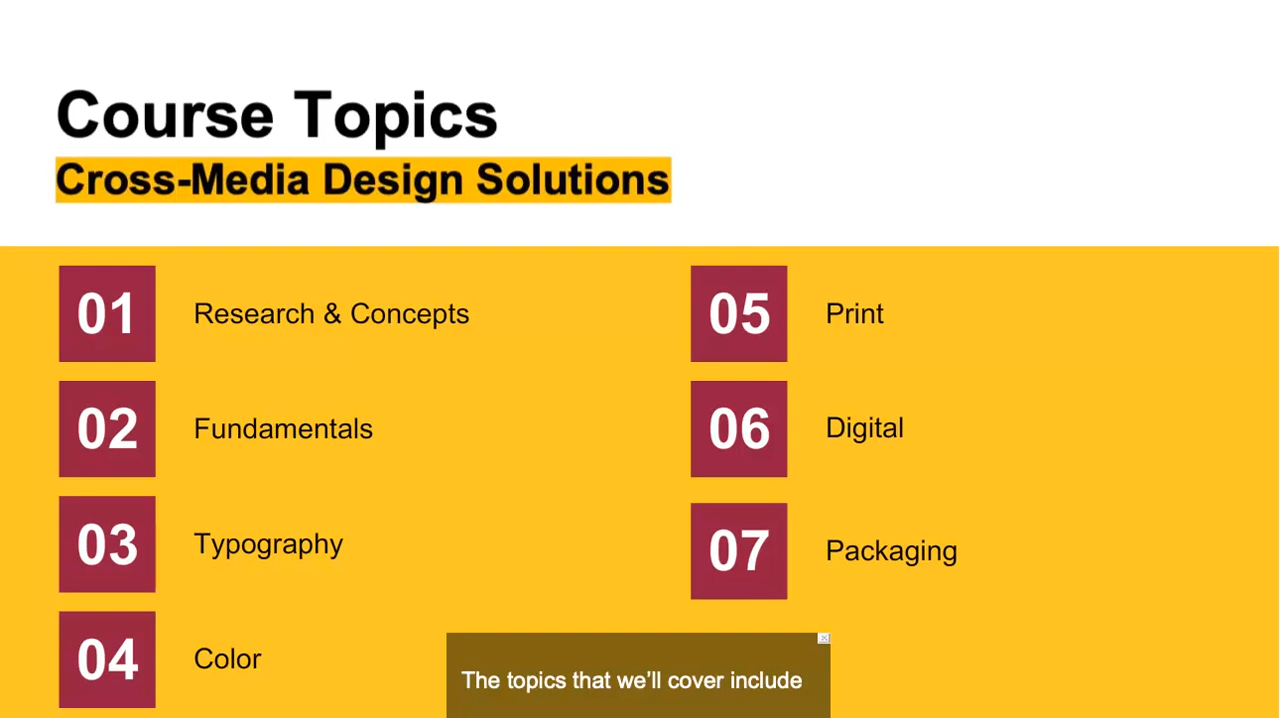 Course Topics
Cross-Media Design Solutions
01 Research & Concepts
02 Fundamentals
03 Typography
04 Color
05 Print
06 Digital
07 Packaging
The topics that we'll cover include